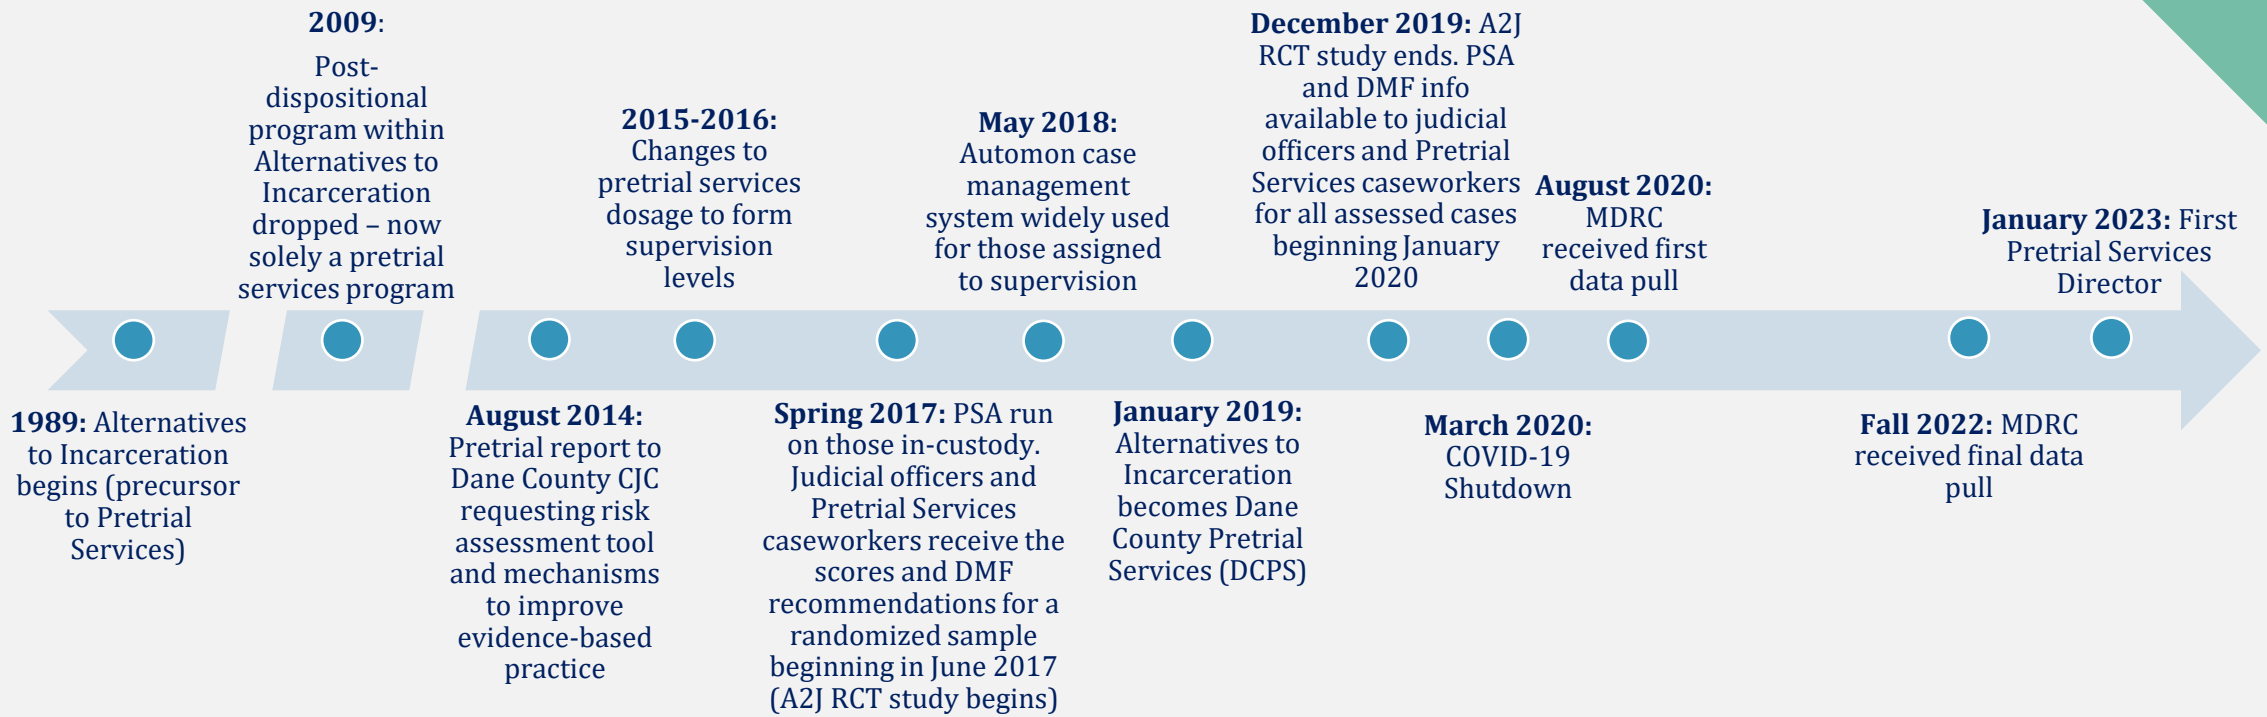 2009:
Post-
dispositional
program within
Alternatives to
Incarceration
dropped – now
solely a pretrial
services program
2015-2016:
Changes to
pretrial services
dosage to form
supervision
levels
May 2018:
Automon case
management
system widely used
for those assigned
to supervision
December 2019: A2J
RCT study ends. PSA
and DMF info
available to judicial
officers and Pretrial
Services caseworkers
for all assessed cases
beginning January
2020
August 2020:
MDRC
received first
data pull
January 2023: First
Pretrial Services
Director
1989: Alternatives
to Incarceration
begins (precursor
to Pretrial
Services)
August 2014:
Pretrial report to
Dane County CJC
requesting risk
assessment tool
and mechanisms
to improve
evidence-based
practice
Spring 2017: PSA run
on those in-custody.
Judicial officers and
Pretrial Services
caseworkers receive the
scores and DMF
recommendations for a
randomized sample
beginning in June 2017
(A2J RCT study begins)
January 2019:
Alternatives to
Incarceration
becomes Dane
County Pretrial
Services (DCPS)
March 2020:
COVID-19
Shutdown
Fall 2022: MDRC
received final data
pull